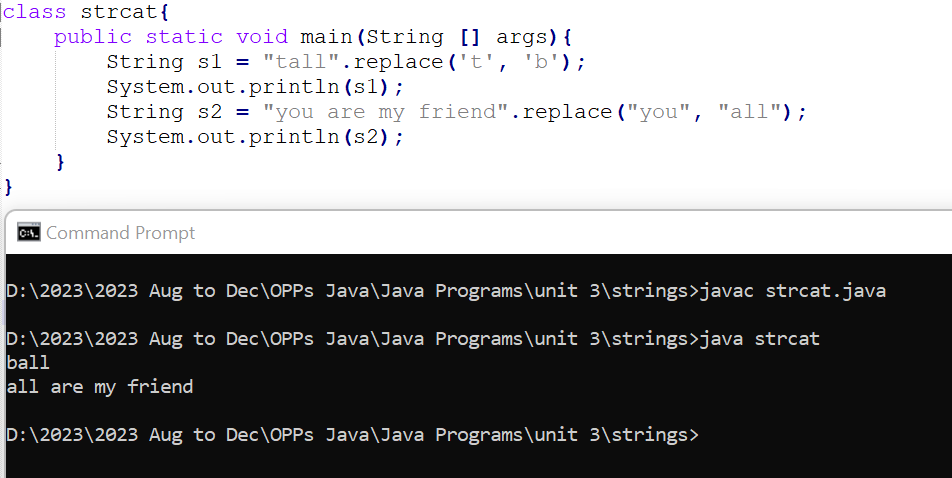 class strcat{
    public static void main(String [] args){
        String s1 = "tall".replace('t', 'b');
        System.out.println(s1);
        String s2 = "you are my friend".replace("you", "all");
        System.out.println(s2);
    }
}
Command Prompt
D:\2023\2023 Aug to Dec\OPPs Java\Java Programs\unit 3\strings>javac strcat.java
D:\2023\2023 Aug to Dec\OPPs Java\Java Programs\unit 3\strings>java strcat
ball
all are my friend
D:\2023\2023 Aug to Dec\OPPs Java\Java Programs\unit 3\strings>